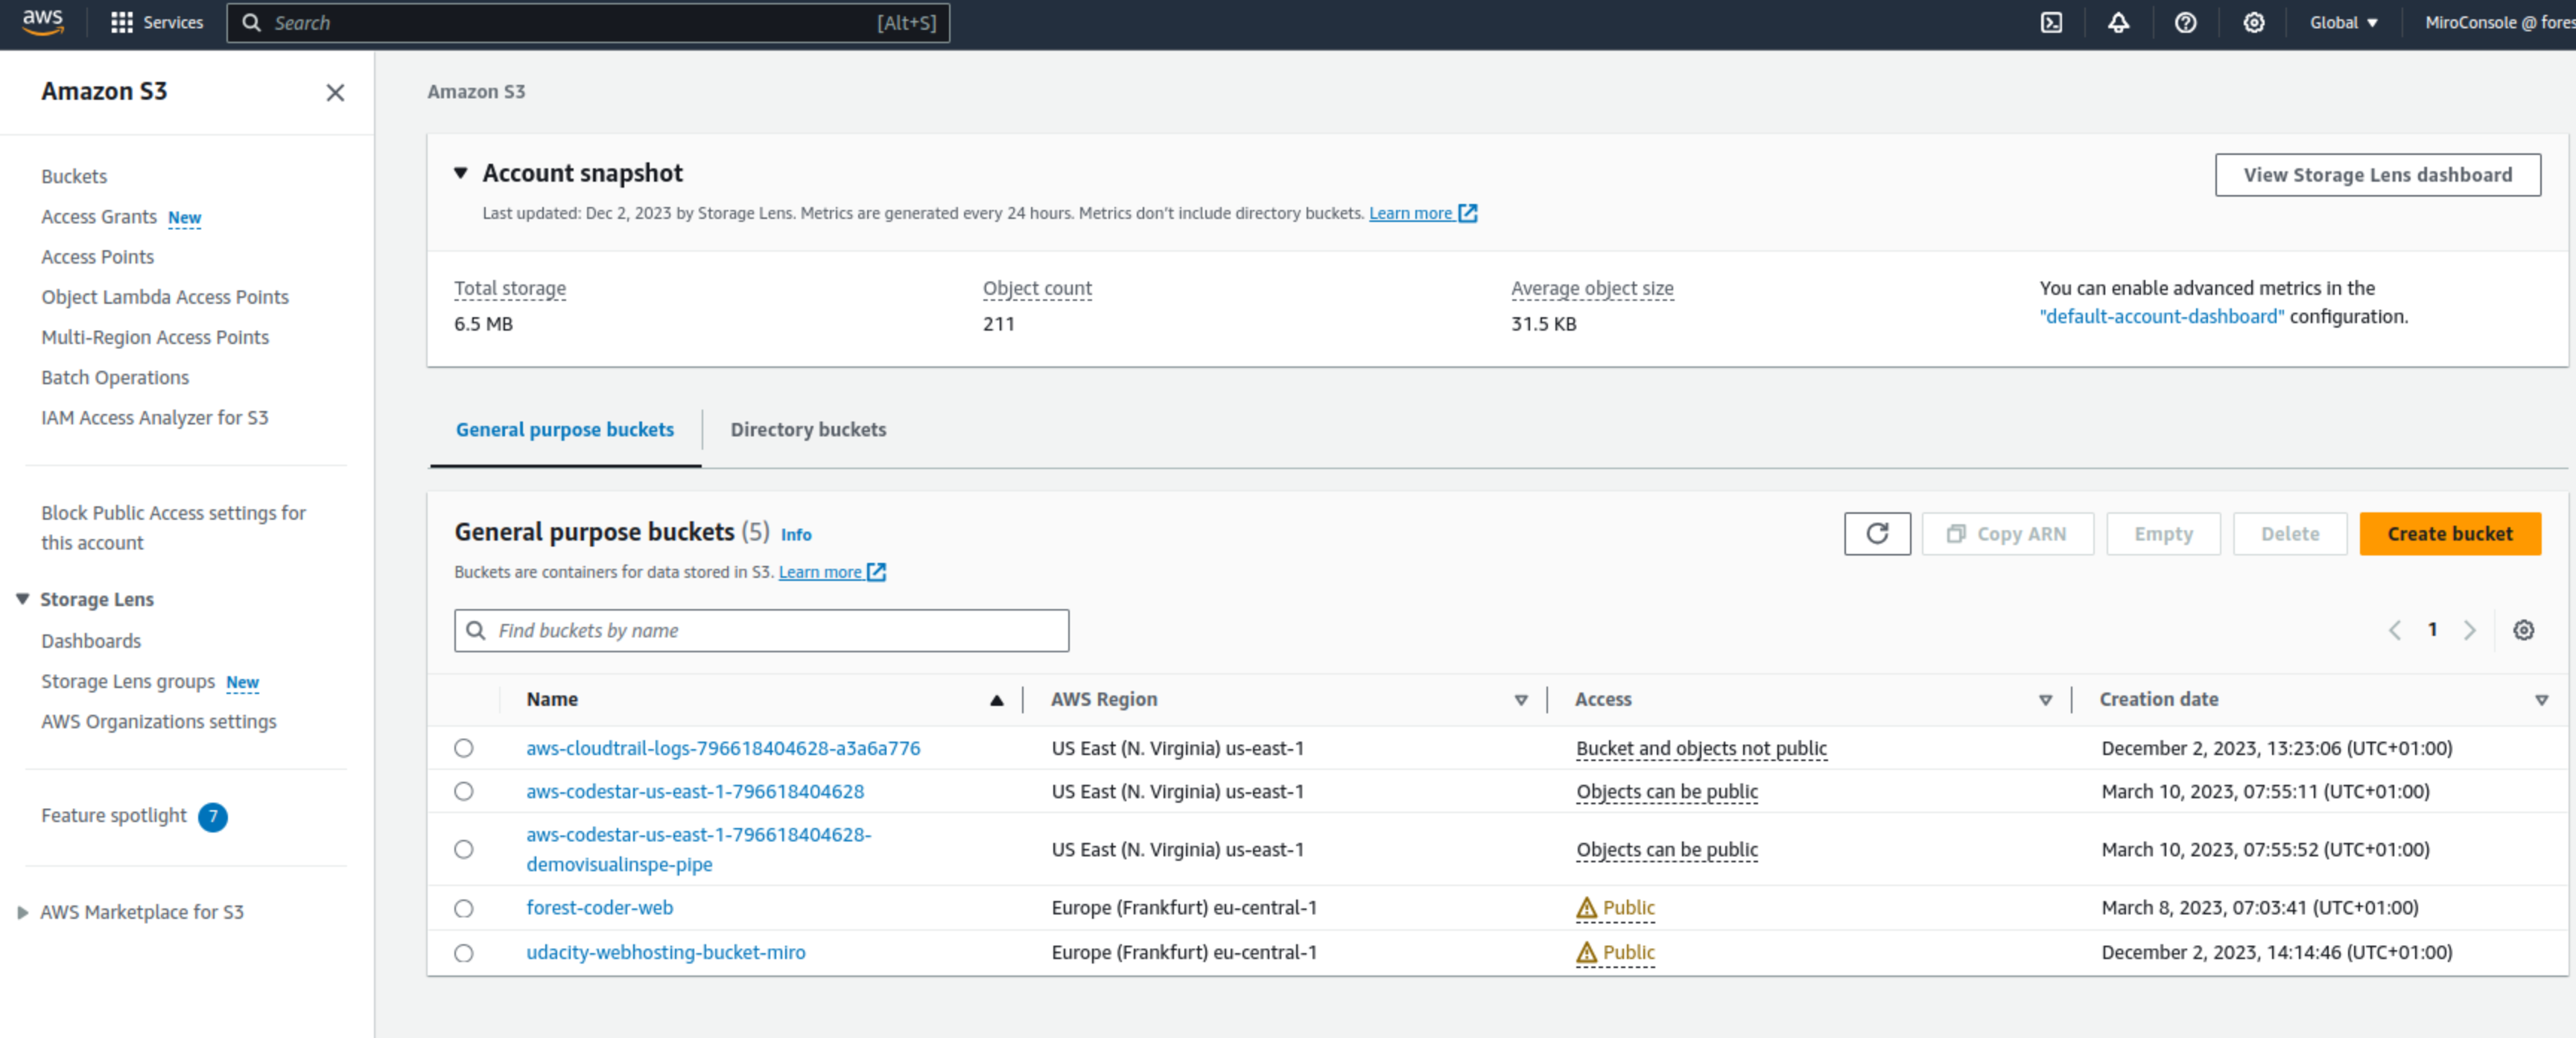 aws
Services
Search
[Alt+S]
Global
MiroConsole @ fores
Amazon S3
Buckets
Access Grants New
Access Points
Object Lambda Access Points
Multi-Region Access Points
Batch Operations
IAM Access Analyzer for S3
Block Public Access settings for
this account
Storage Lens
Dashboards
Storage Lens groups New
AWS Organizations settings
Feature spotlight 7
AWS Marketplace for S3
Amazon S3
Account snapshot
View Storage Lens dashboard
Last updated: Dec 2, 2023 by Storage Lens. Metrics are generated every 24 hours. Metrics don't include directory buckets. Learn more
Total storage
6.5 MB
Object count
211
Average object size
31.5 KB
You can enable advanced metrics in the
"default-account-dashboard" configuration.
General purpose buckets
Directory buckets
General purpose buckets (5) Info
Copy ARN
Empty
Delete
Create bucket
Buckets are containers for data stored in S3. Learn more
Find buckets by name
1
Name AWS Region Access Creation date
aws-cloudtrail-logs-796618404628-a3a6a776 US East (N. Virginia) us-east-1 Bucket and objects not public December 2, 2023, 13:23:06 (UTC+01:00)
aws-codestar-us-east-1-796618404628 US East (N. Virginia) us-east-1 Objects can be public March 10, 2023, 07:55:11 (UTC+01:00)
aws-codestar-us-east-1-796618404628-
demovisualinspe-pipe US East (N. Virginia) us-east-1 Objects can be public March 10, 2023, 07:55:52 (UTC+01:00)
forest-coder-web Europe (Frankfurt) eu-central-1 Public March 8, 2023, 07:03:41 (UTC+01:00)
udacity-webhosting-bucket-miro Europe (Frankfurt) eu-central-1 Public December 2, 2023, 14:14:46 (UTC+01:00)